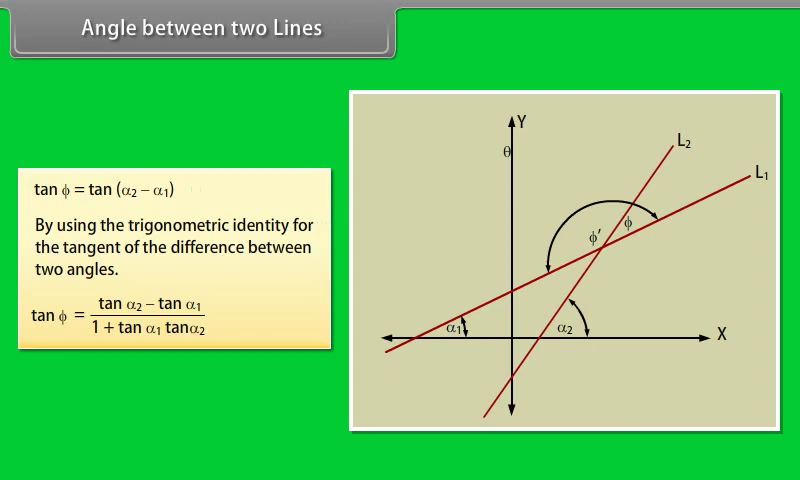 Angle between two Lines
tan ϕ = tan (α₂ – α₁)
By using the trigonometric identity for
the tangent of the difference between
two angles.
tan ϕ = (tan α₂ – tan α₁) / (1 + tan α₁ tanα₂)
Y
θ
L₂
L₁
ϕ
ϕ′
α₁
α₂
X